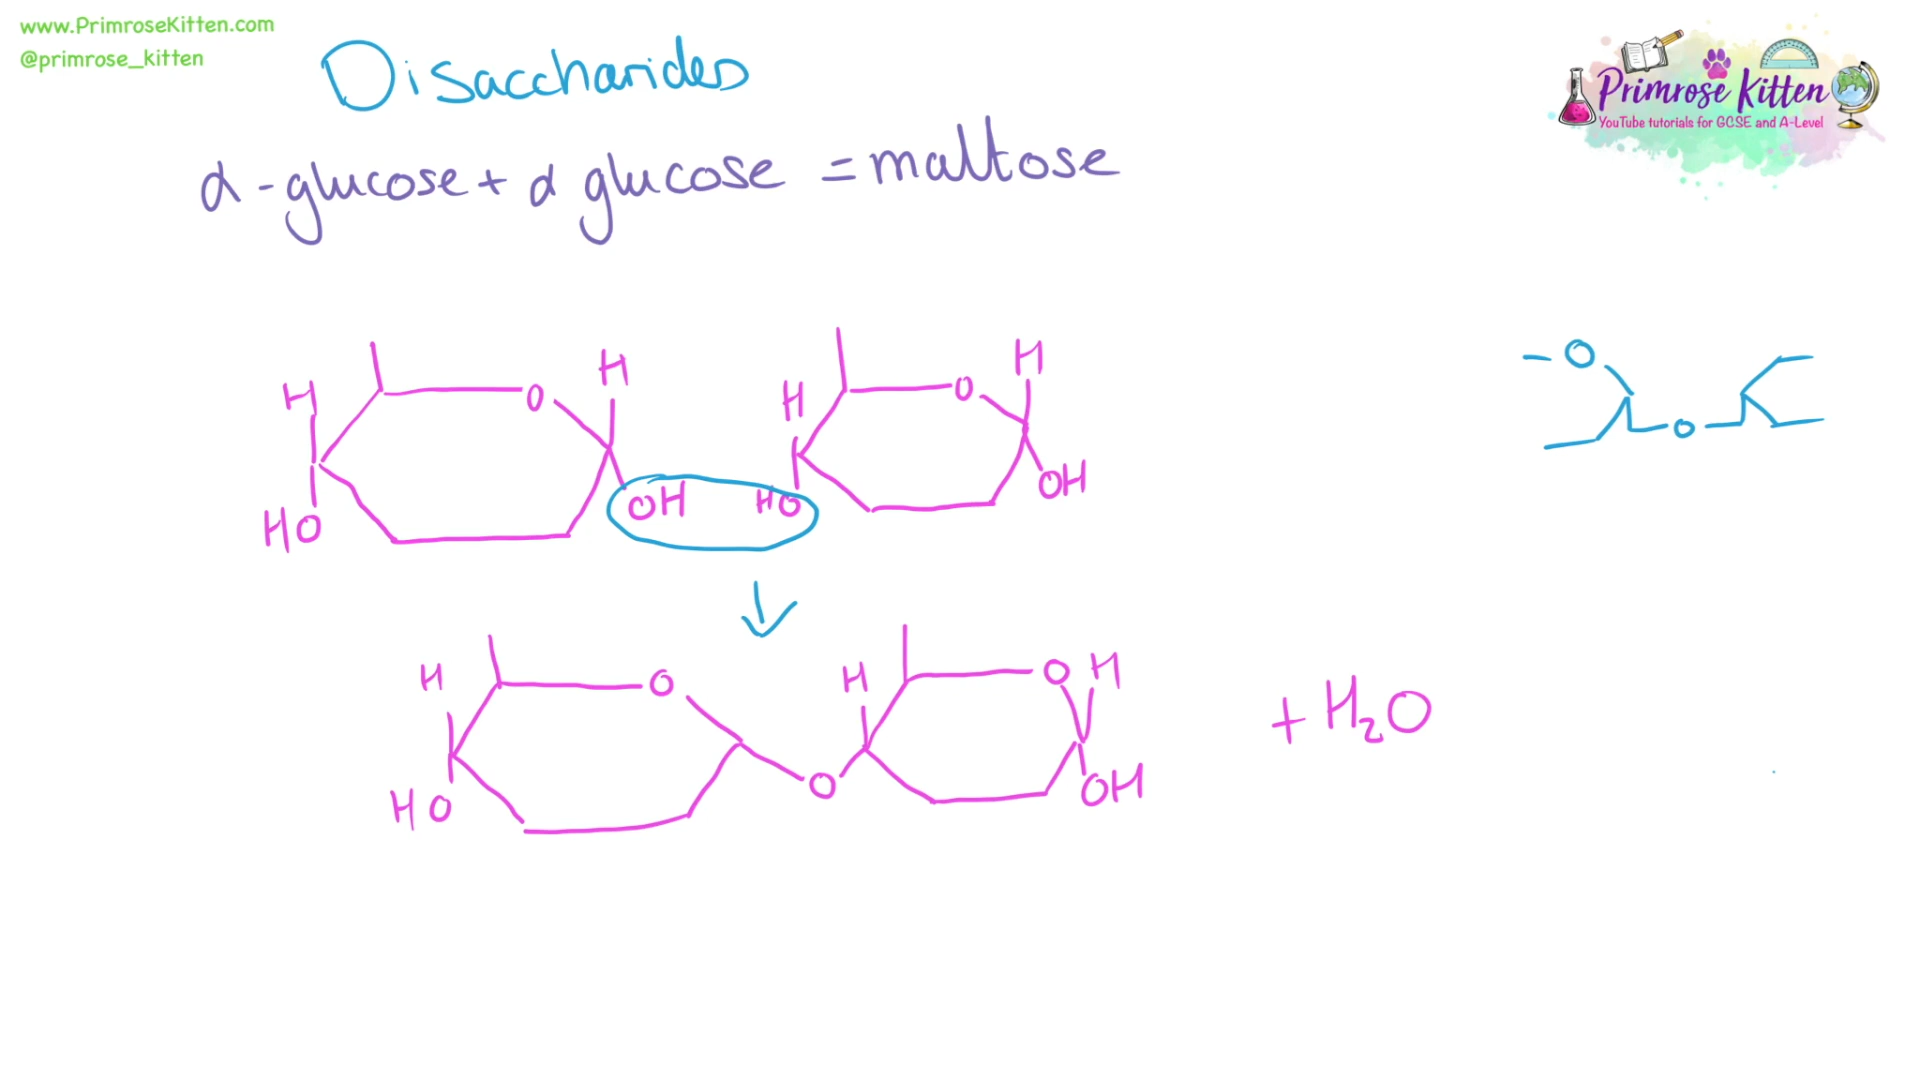 www.PrimroseKitten.com
@primrose_kitten
Disaccharides
Primrose Kitten
YouTube tutorials for GCSE and A-Level
α-glucose + α glucose = maltose
H H H H
O O
OH HO OH
HO
O
O
H O H O H
+ H₂O
HO O OH